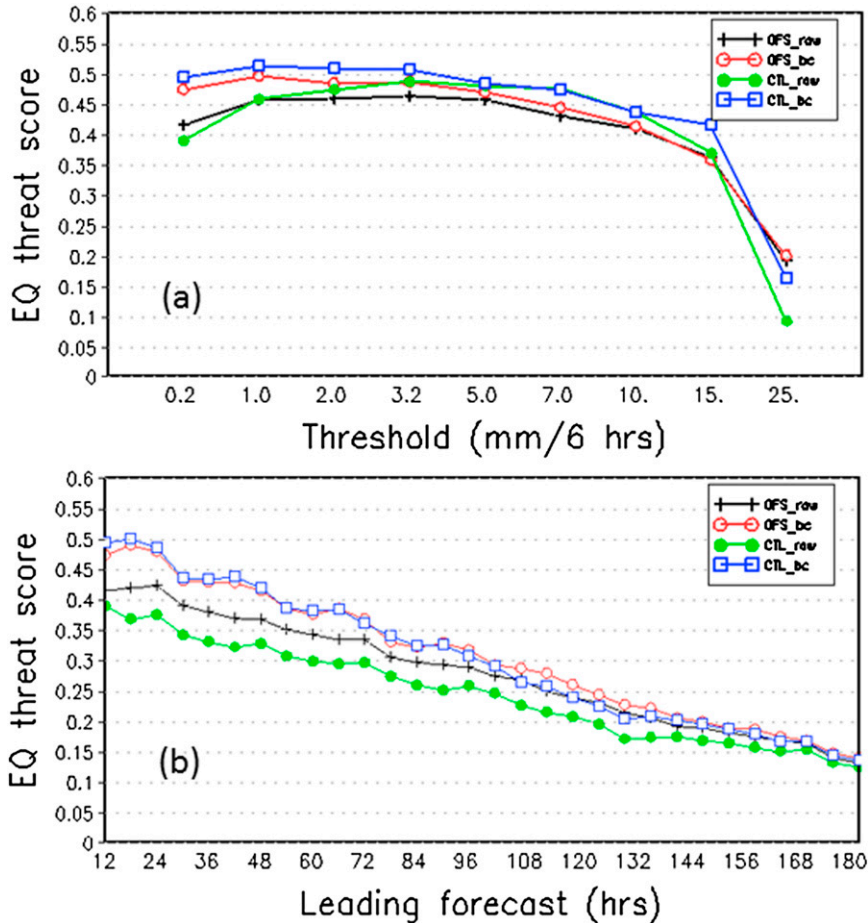 0.6
0.55
0.5
0.45
0.4
0.35
0.3
0.25
0.2
0.15
0.1
0.05
0
EQ threat score
GFS_raw
GFS_bc
CTL_raw
CTL_bc
(a)
0.2 1.0 2.0 3.2 5.0 7.0 10. 15. 25.
Threshold (mm/6 hrs)
0.6
0.55
0.5
0.45
0.4
0.35
0.3
0.25
0.2
0.15
0.1
0.05
0
EQ threat score
GFS_raw
GFS_bc
CTL_raw
CTL_bc
(b)
12 24 36 48 60 72 84 96 108 120 132 144 156 168 180
Leading forecast (hrs)